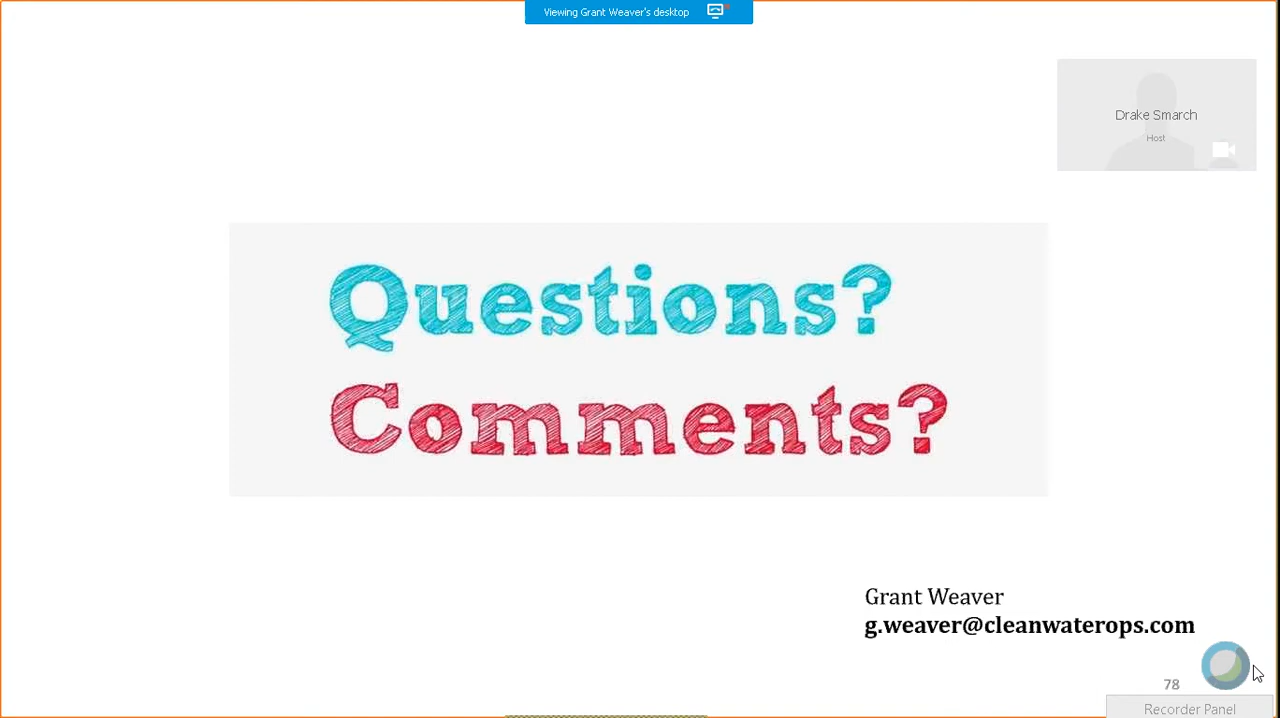 Viewing Grant Weaver's desktop
Drake Smarch
Host
Questions?
Comments?
Grant Weaver
g.weaver@cleanwaterops.com
78
Recorder Panel